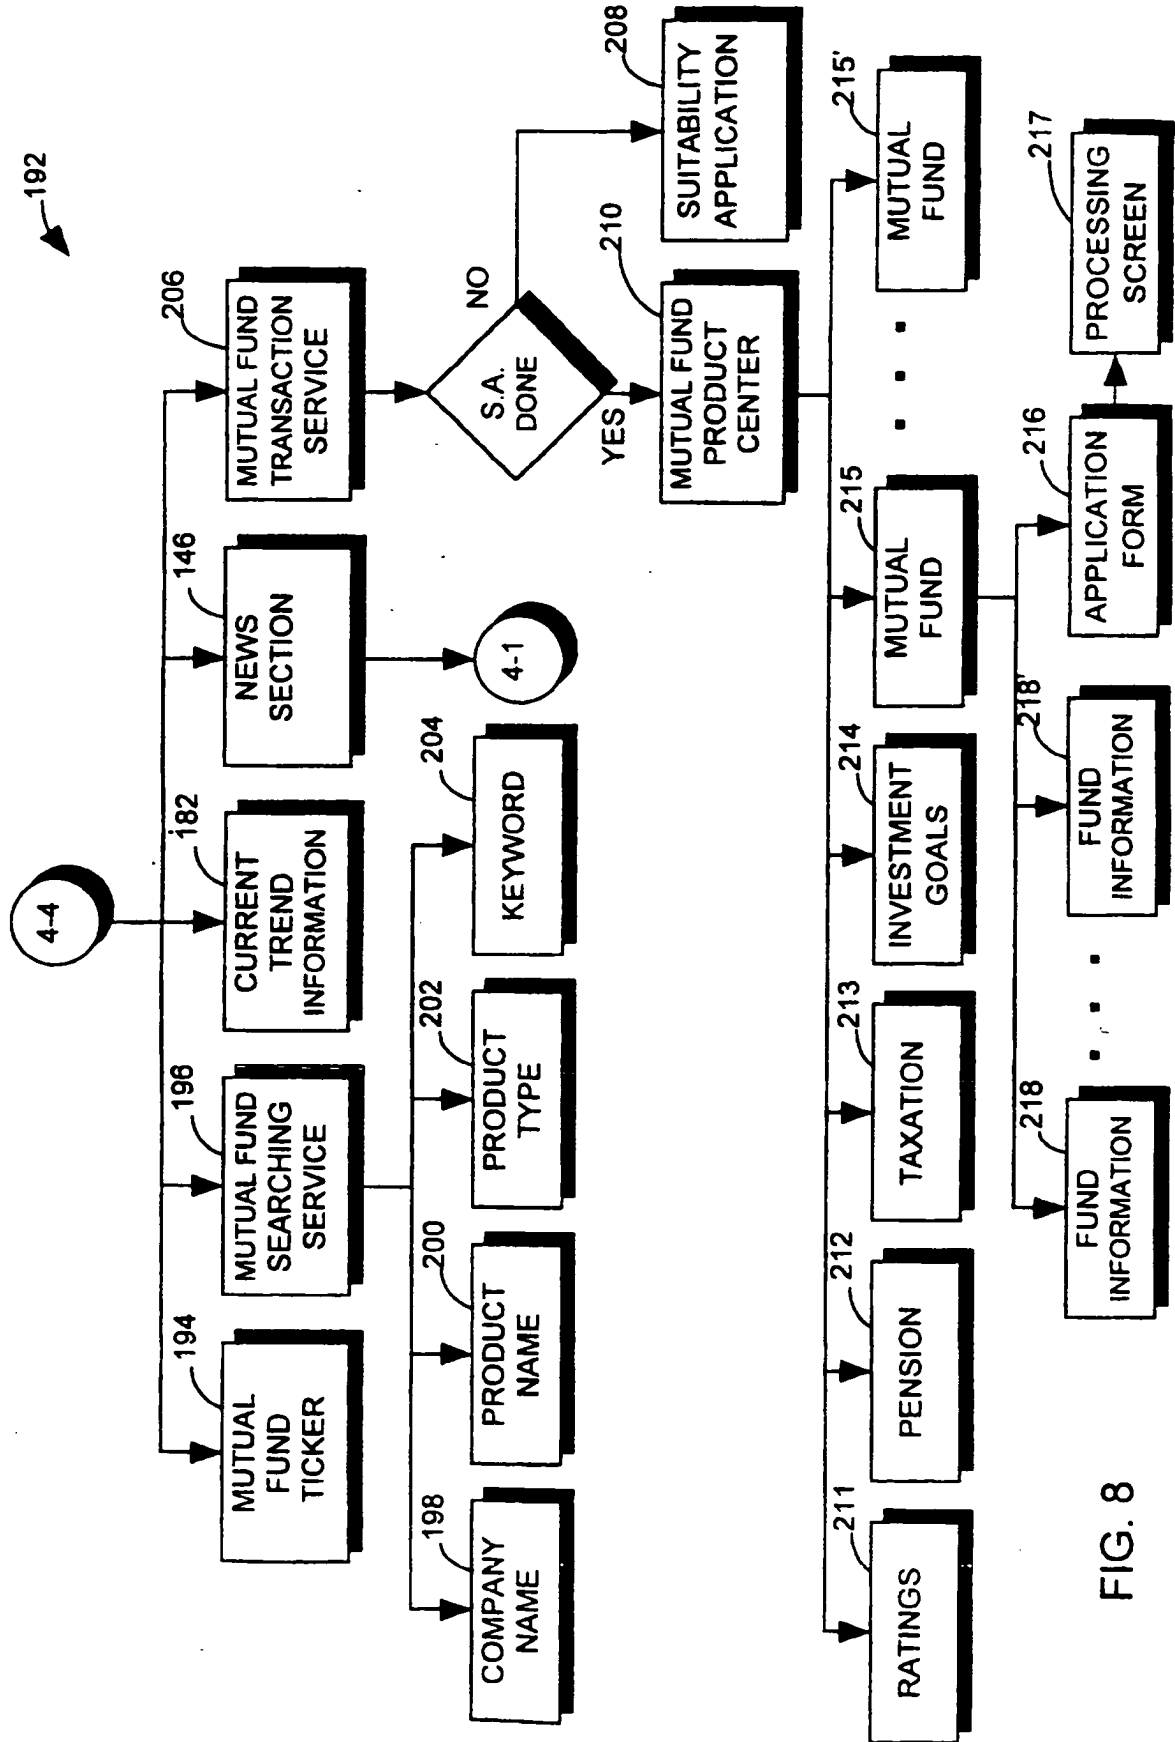 192
4-4
194
MUTUAL
FUND
TICKER
196
MUTUAL FUND
SEARCHING
SERVICE
182
CURRENT
TREND
INFORMATION
146
NEWS
SECTION
206
MUTUAL FUND
TRANSACTION
SERVICE
198
COMPANY
NAME
200
PRODUCT
NAME
202
PRODUCT
TYPE
204
KEYWORD
4-1
S.A.
DONE
NO
YES
210
MUTUAL FUND
PRODUCT
CENTER
208
SUITABILITY
APPLICATION
211
RATINGS
212
PENSION
213
TAXATION
214
INVESTMENT
GOALS
215
MUTUAL
FUND
215'
MUTUAL
FUND
218
FUND
INFORMATION
218'
FUND
INFORMATION
216
APPLICATION
FORM
217
PROCESSING
SCREEN
FIG. 8